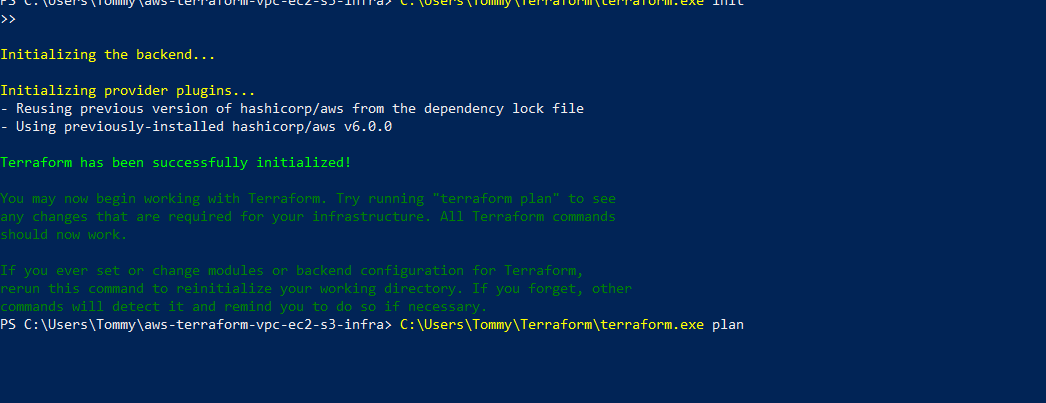 PS C:\Users\Tommy\aws-terraform-vpc-ec2-s3-infra> C:\Users\Tommy\Terraform\terraform.exe init
>>
Initializing the backend...
Initializing provider plugins...
- Reusing previous version of hashicorp/aws from the dependency lock file
- Using previously-installed hashicorp/aws v6.0.0
Terraform has been successfully initialized!
You may now begin working with Terraform. Try running "terraform plan" to see
any changes that are required for your infrastructure. All Terraform commands
should now work.
If you ever set or change modules or backend configuration for Terraform,
rerun this command to reinitialize your working directory. If you forget, other
commands will detect it and remind you to do so if necessary.
PS C:\Users\Tommy\aws-terraform-vpc-ec2-s3-infra> C:\Users\Tommy\Terraform\terraform.exe plan